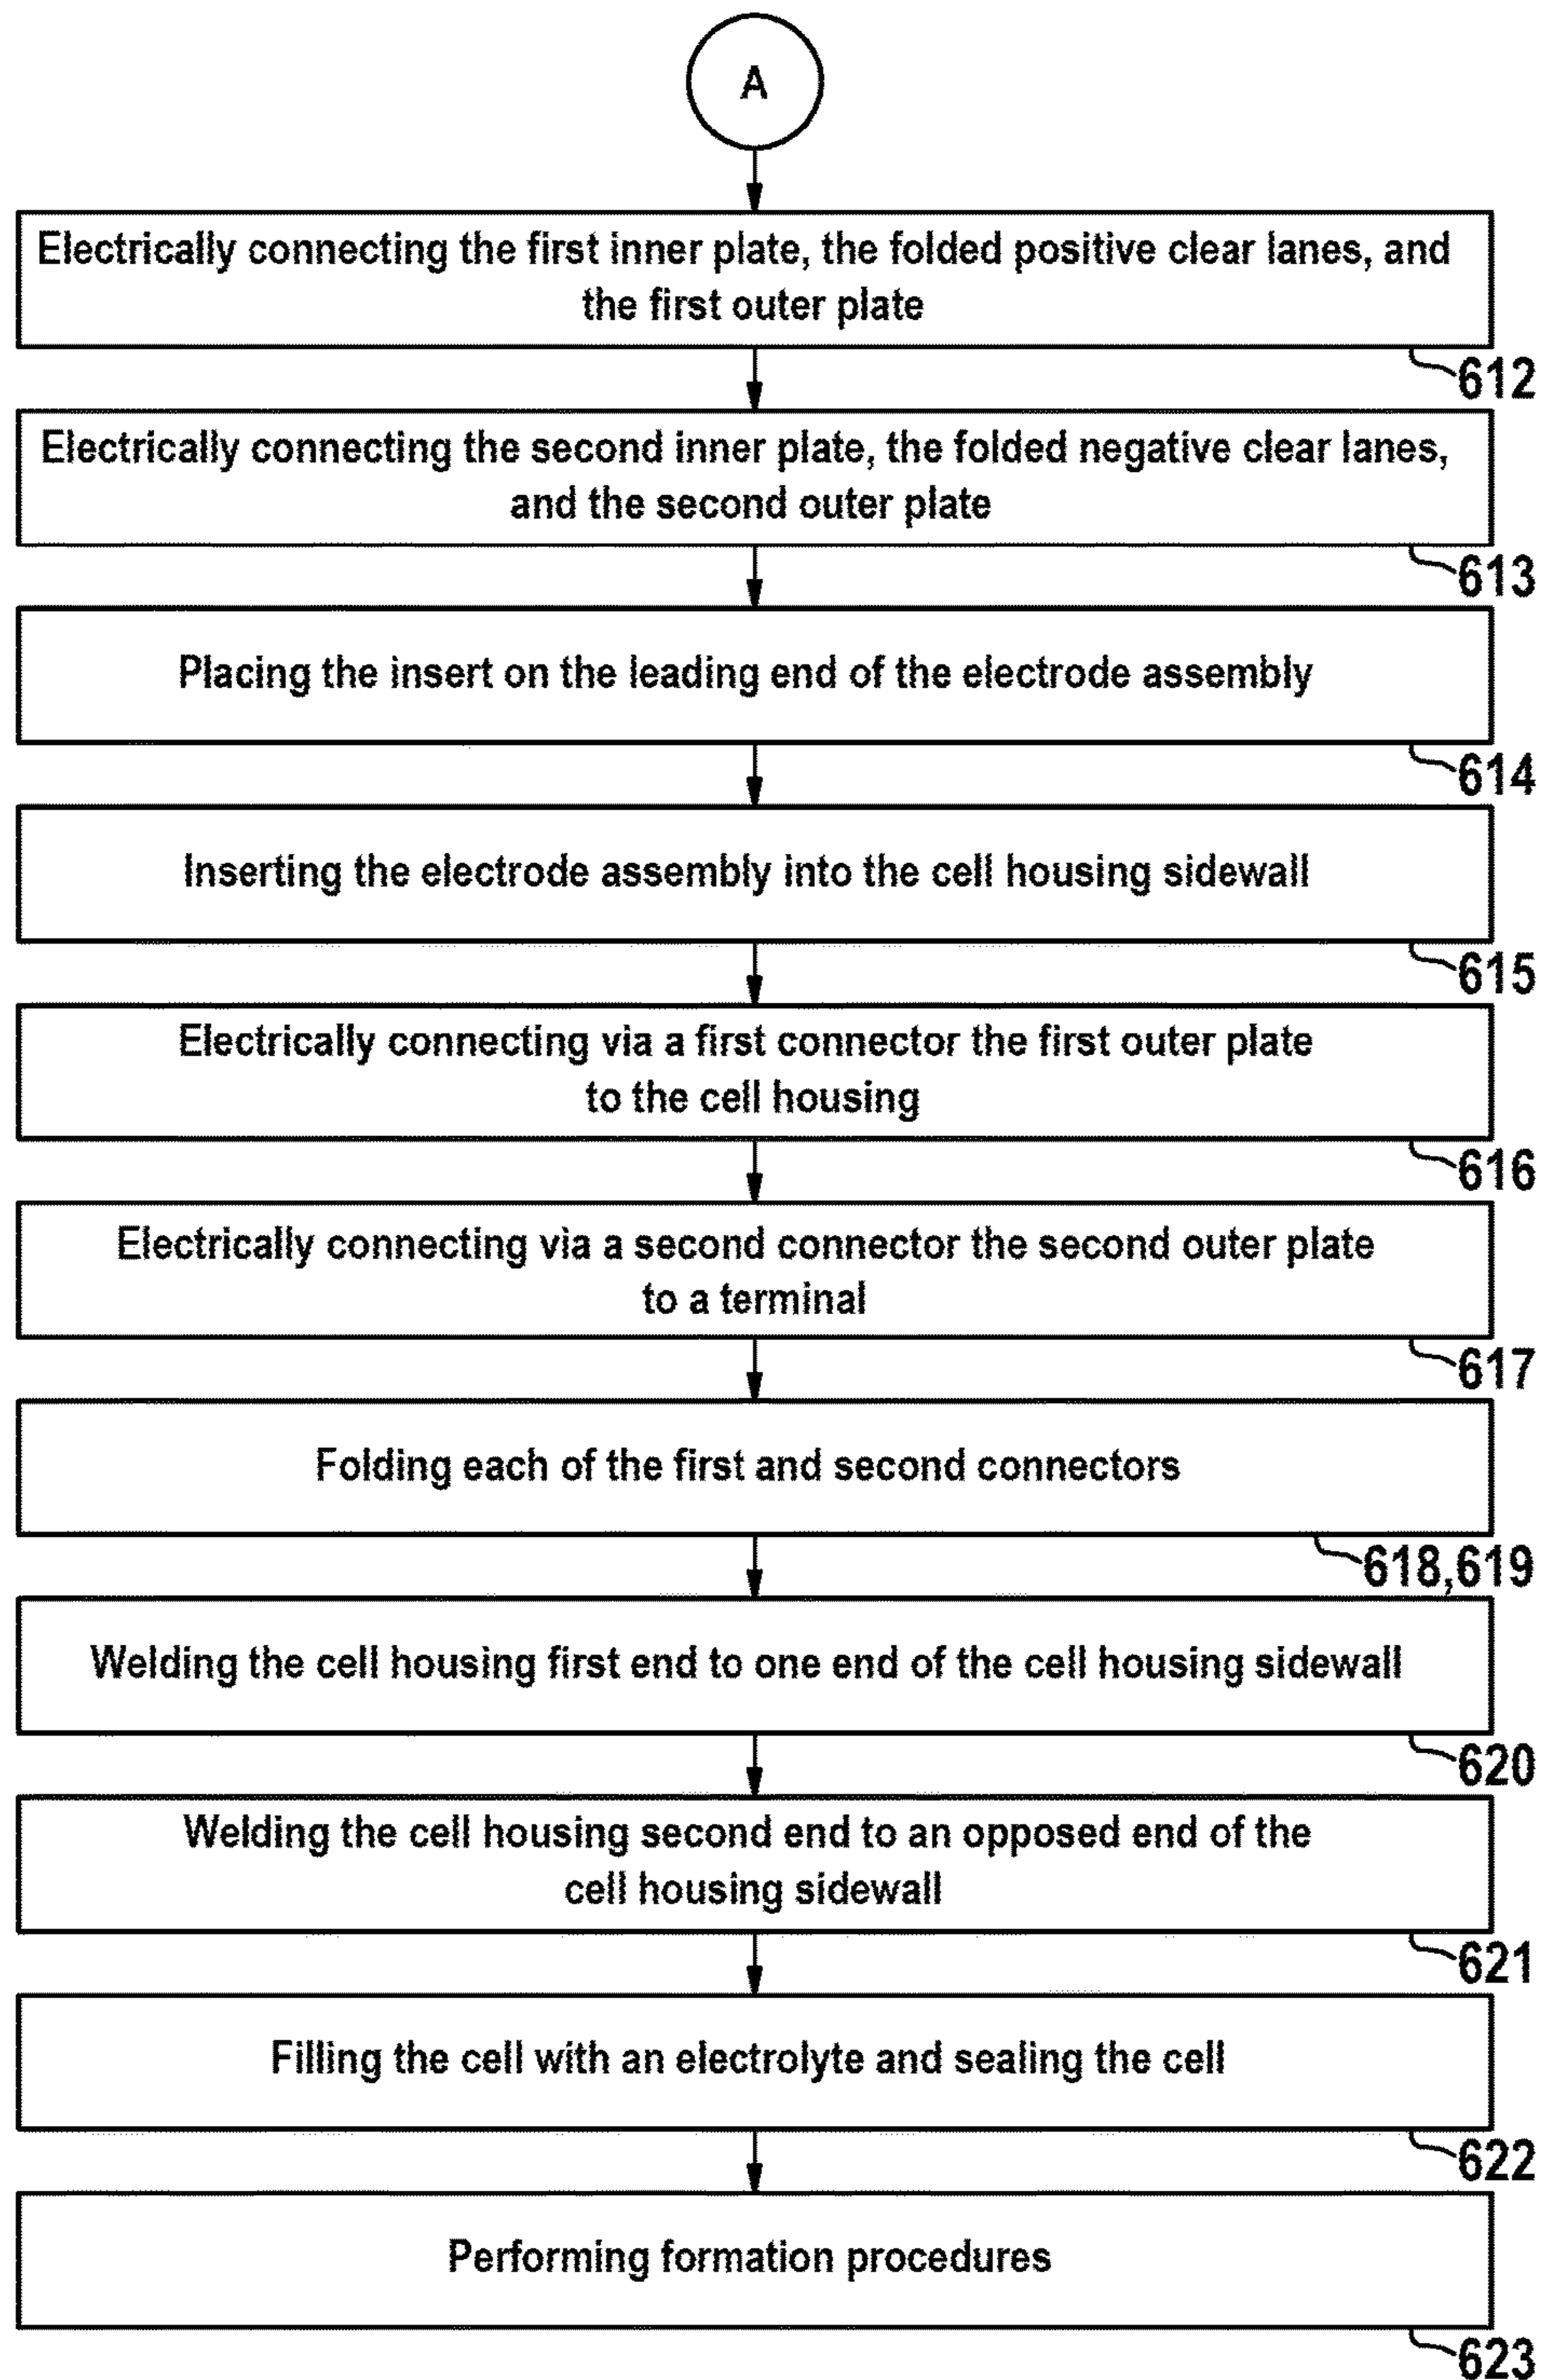 A
Electrically connecting the first inner plate, the folded positive clear lanes, and
the first outer plate
612
Electrically connecting the second inner plate, the folded negative clear lanes,
and the second outer plate
613
Placing the insert on the leading end of the electrode assembly
614
Inserting the electrode assembly into the cell housing sidewall
615
Electrically connecting via a first connector the first outer plate
to the cell housing
616
Electrically connecting via a second connector the second outer plate
to a terminal
617
Folding each of the first and second connectors
618,619
Welding the cell housing first end to one end of the cell housing sidewall
620
Welding the cell housing second end to an opposed end of the
cell housing sidewall
621
Filling the cell with an electrolyte and sealing the cell
622
Performing formation procedures
623